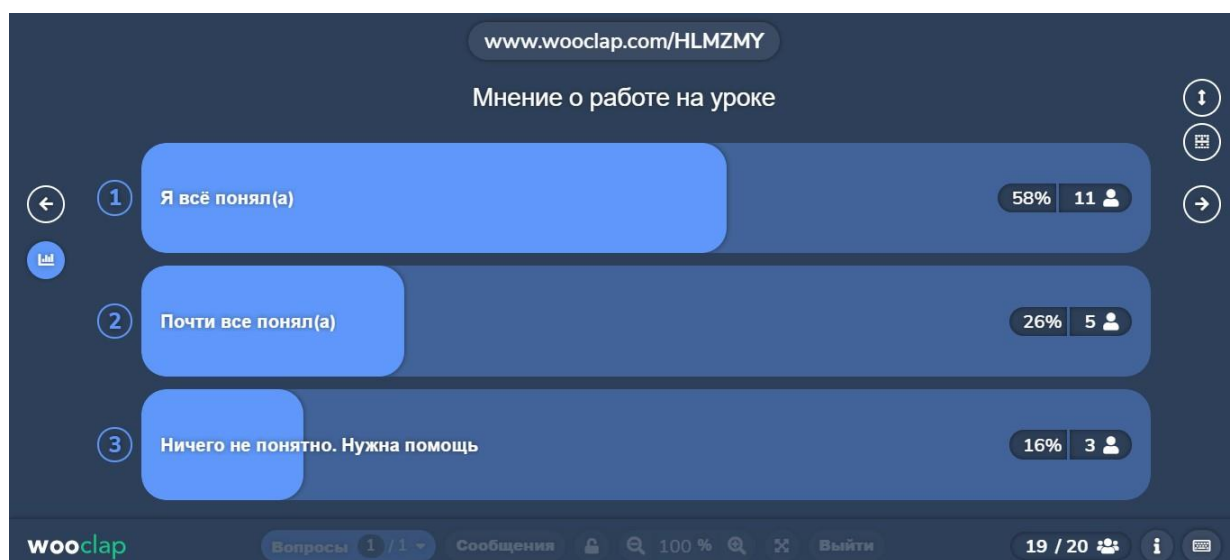 www.wooclap.com/HLMZMY
Мнение о работе на уроке
1 Я всё понял(а) 58% 11
2 Почти все понял(а) 26% 5
3 Ничего не понятно. Нужна помощь 16% 3
wooclap Вопросы 1 / 1 Сообщения 100 % Выйти 19 / 20